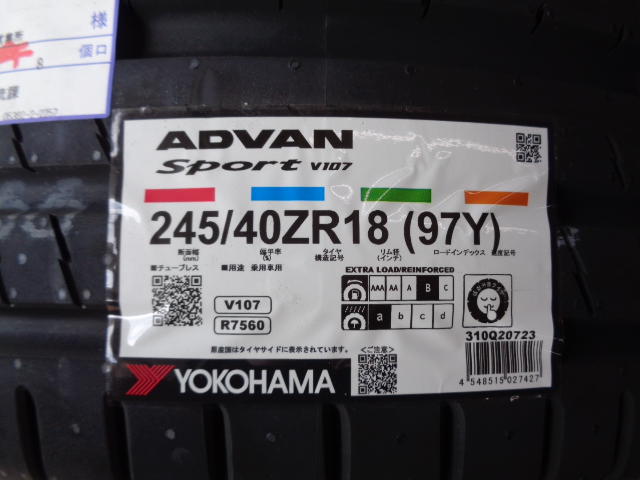 様
個口
8
ADVAN
Sport V107
245/40ZR18 (97Y)
断面幅
(mm)
扁平率
(%)
タイヤ
構造記号
リム径
(インチ)
ロードインデックス
速度記号
■チューブレス
■用途 乗用車用
EXTRA LOAD/REINFORCED
AAA AA A B C
a b c d
V107
R7560
310Q20723
原産国はタイヤサイドに表示されています。
<ご注意>
YOKOHAMA
4 548515 027427